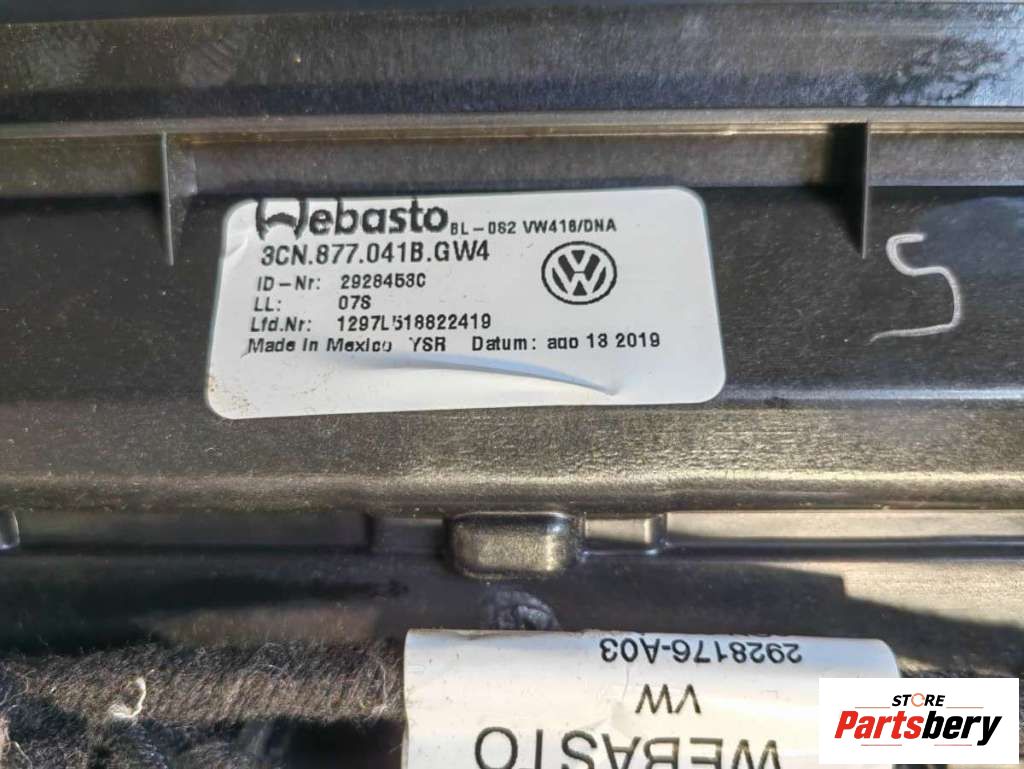 Webasto BL-062 VW416/DNA
3CN.877.041B.GW4
ID-Nr: 2928453C
LL: 07S
Lfd.Nr: 1297L518822419
Made in Mexico YSR Datum: ago 13 2019
S
2928176-A03
VW
WEBASTO
STORE
Partsbery